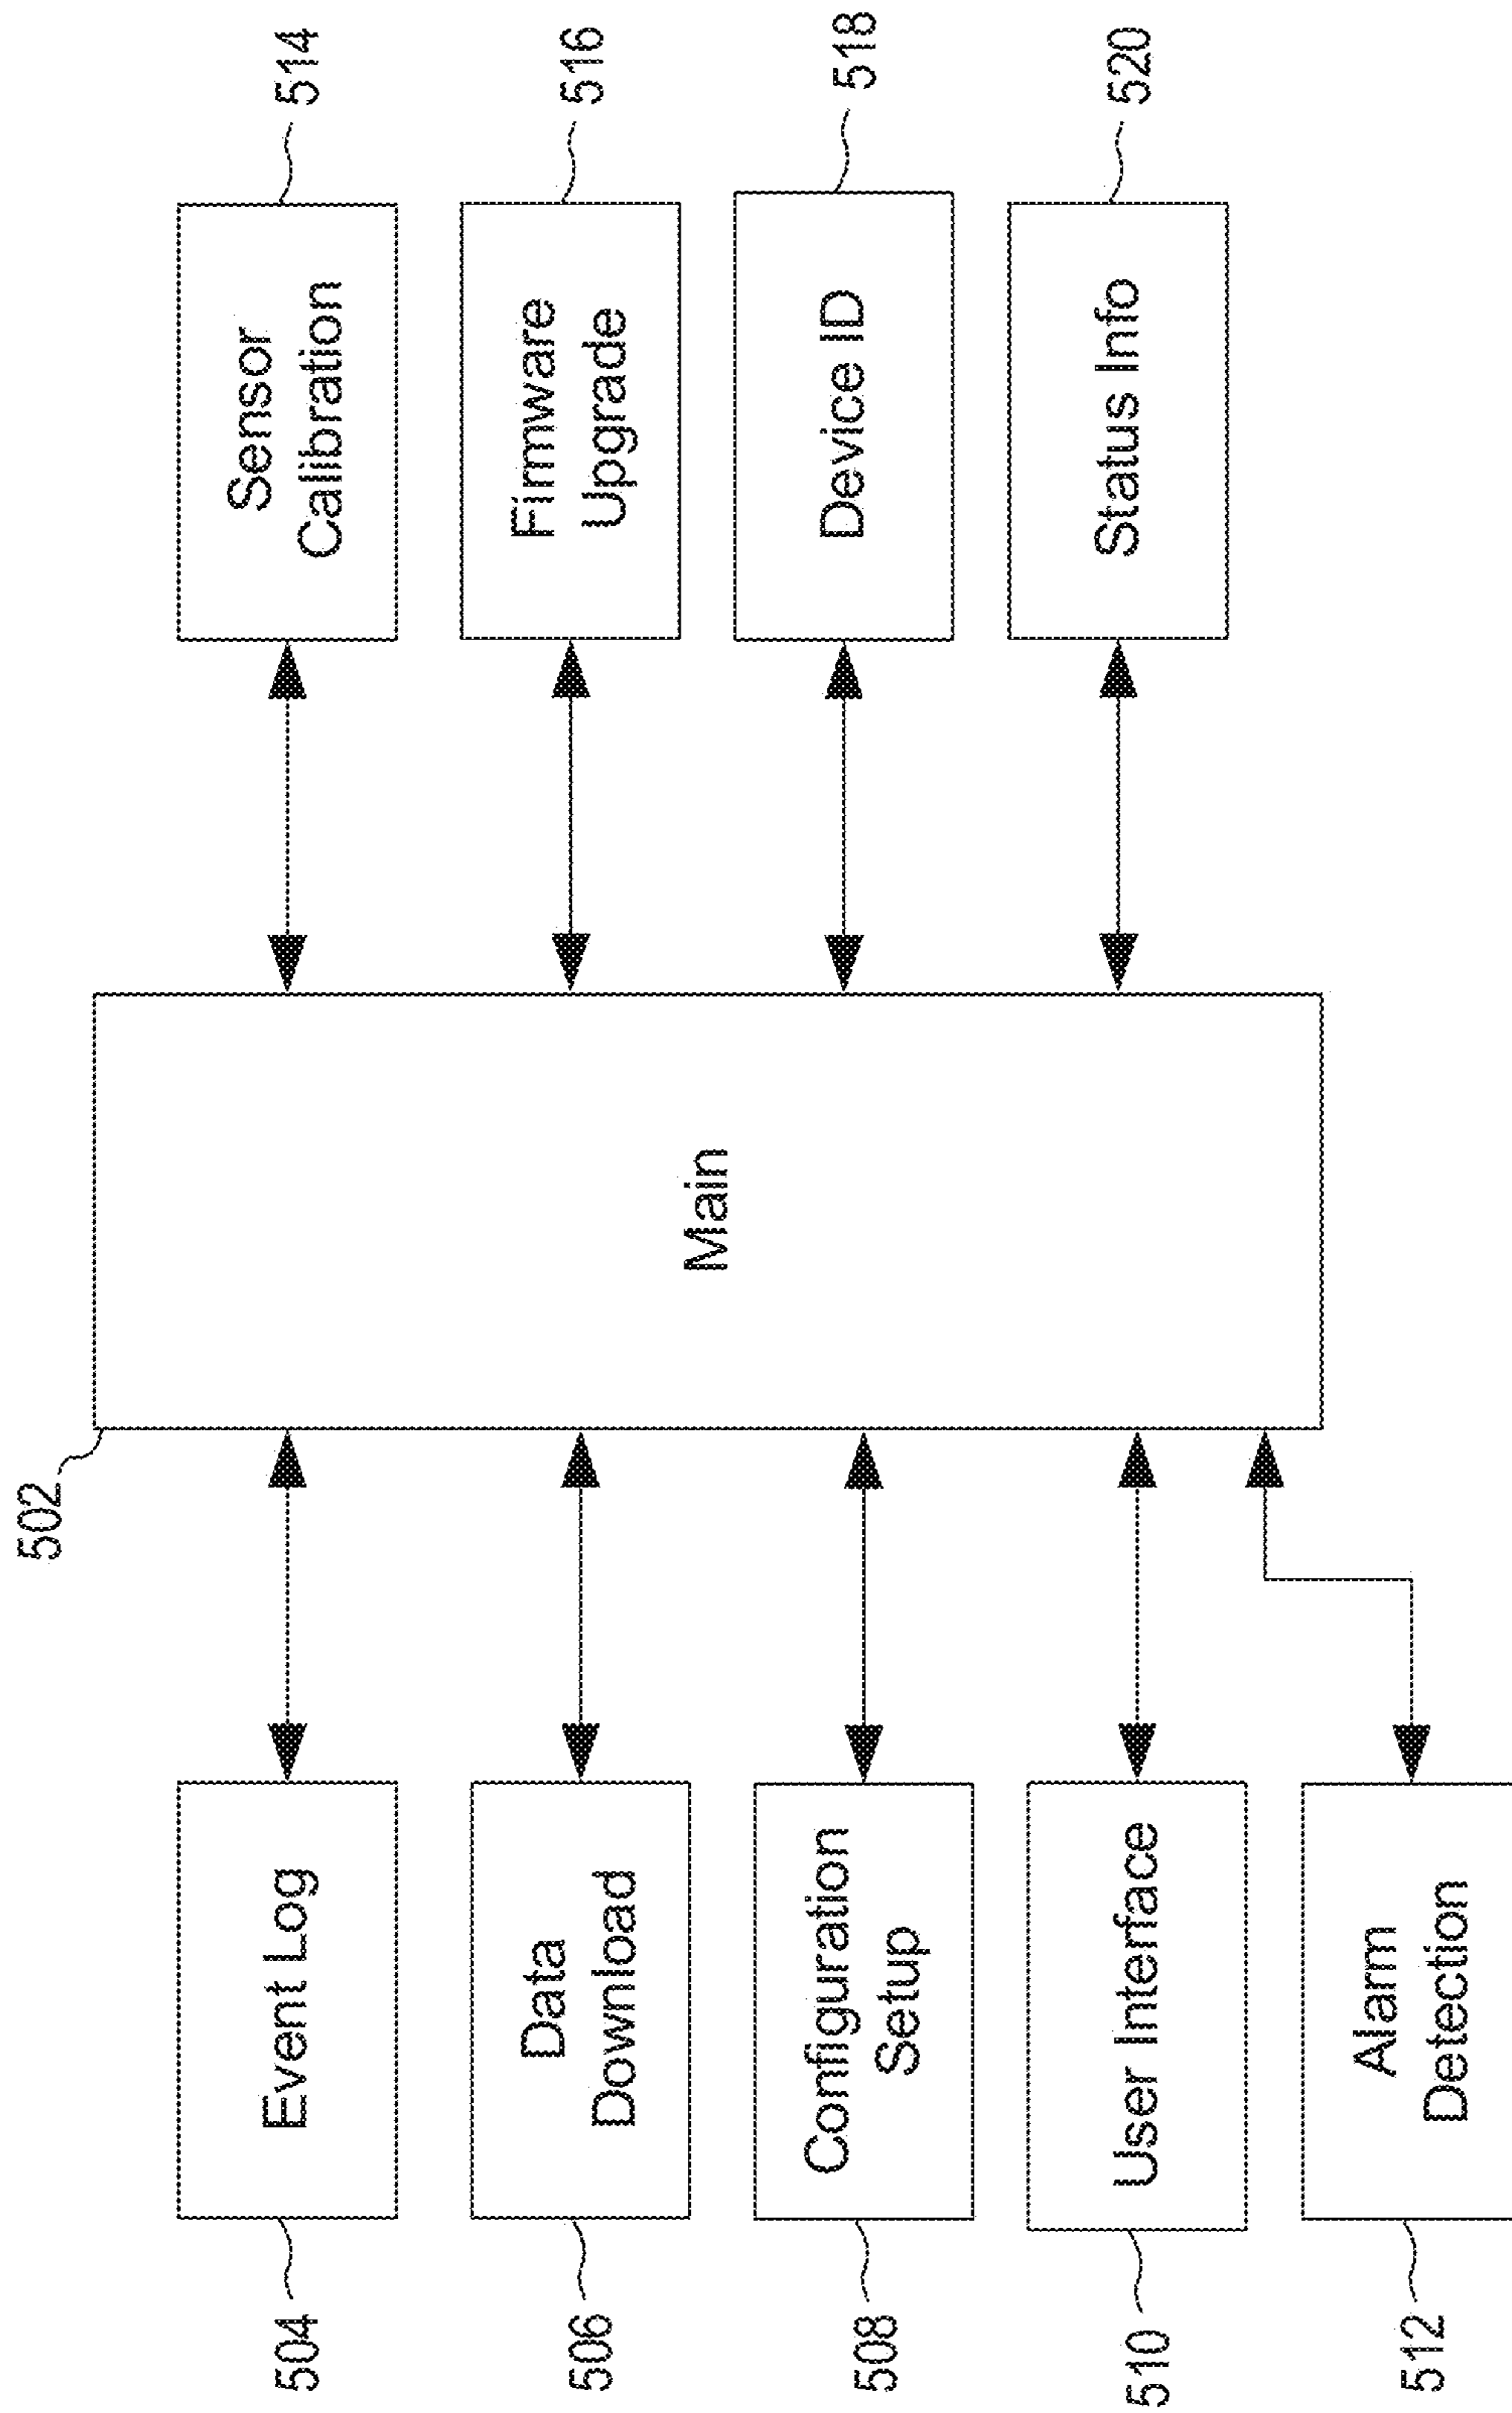 502
Main
504
Event Log
506
Data
Download
508
Configuration
Setup
510
User Interface
512
Alarm
Detection
Sensor
Calibration
514
Firmware
Upgrade
516
Device ID
518
Status Info
520